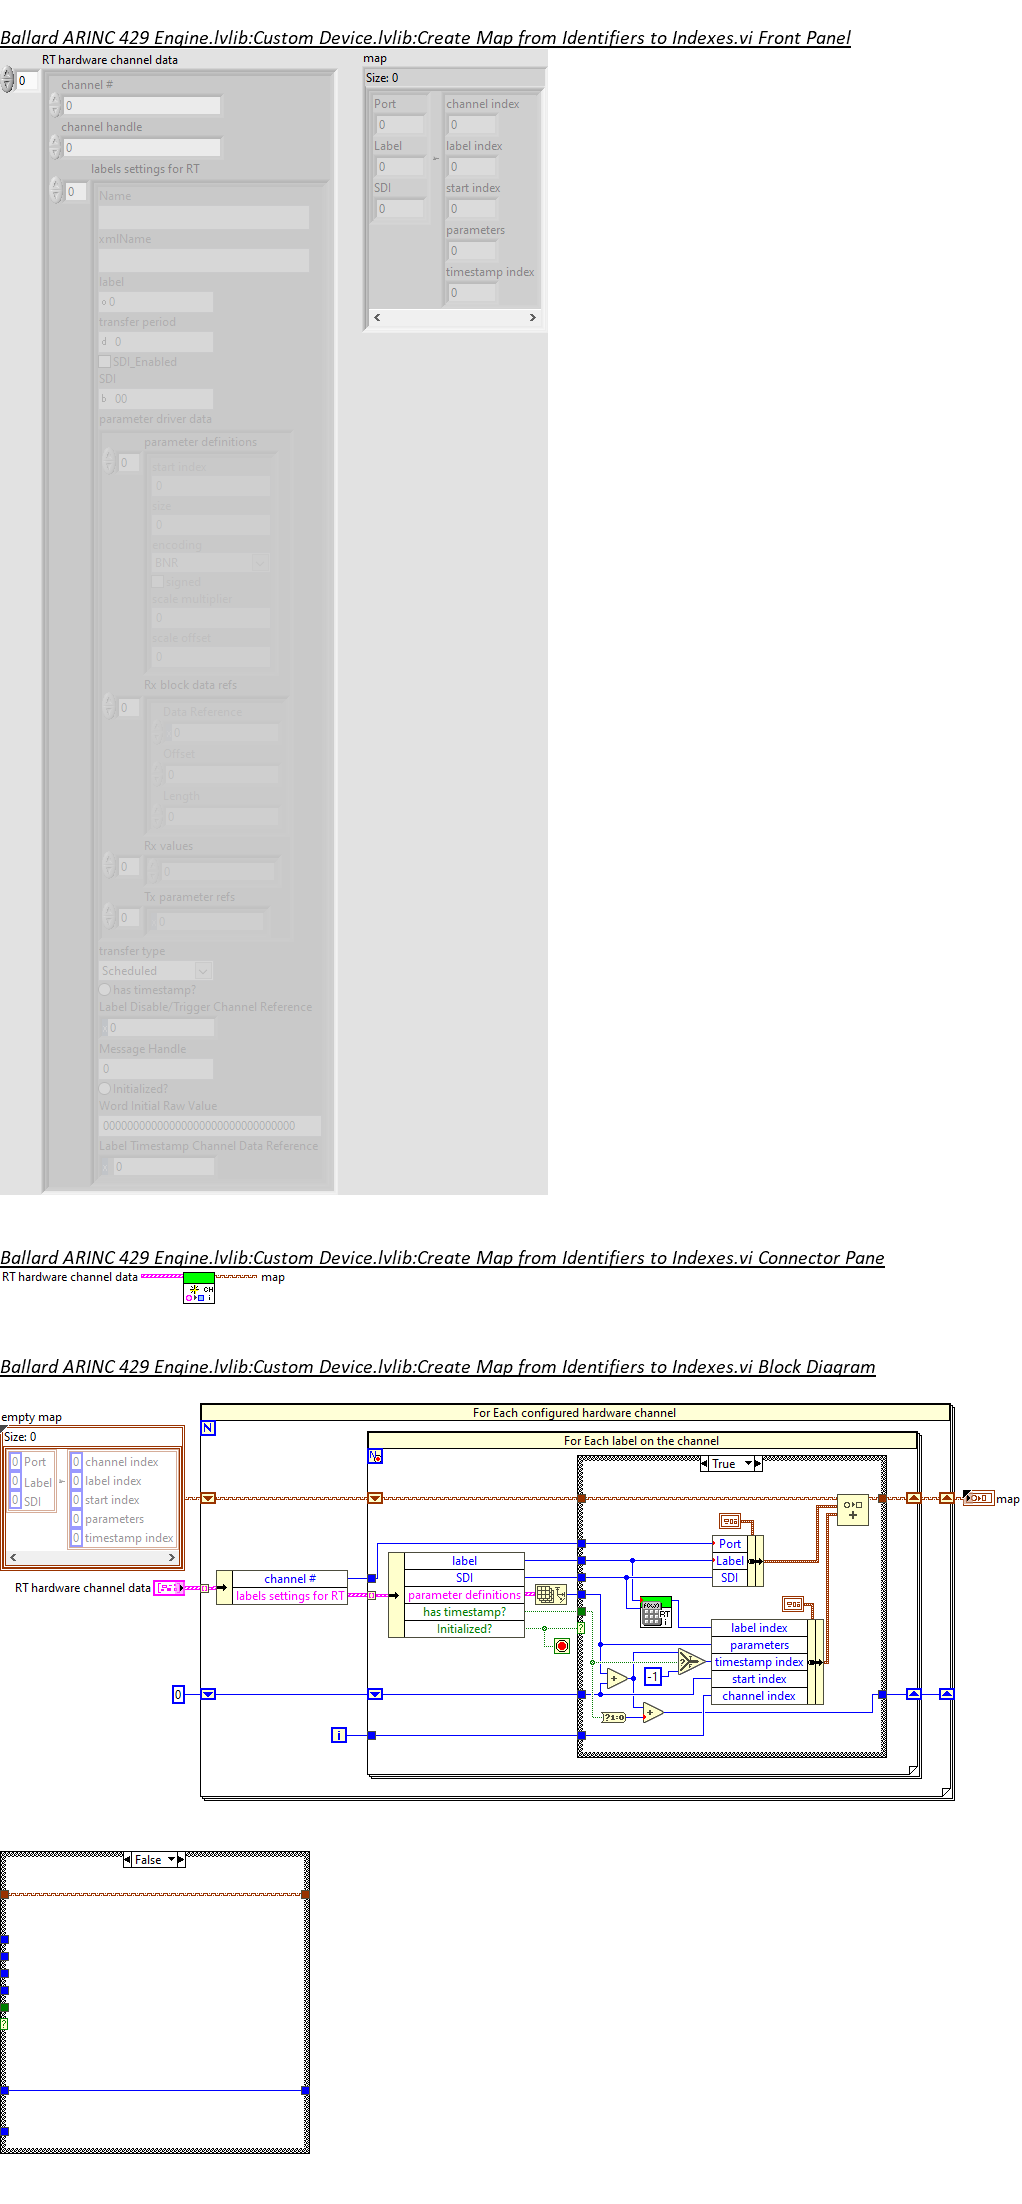 Ballard ARINC 429 Engine.lvlib:Custom Device.lvlib:Create Map from Identifiers to Indexes.vi Front Panel
RT hardware channel data
0
channel #
0
channel handle
0
labels settings for RT
0
Name
xmlName
label
o 0
transfer period
d 0
SDI_Enabled
SDI
b 00
parameter driver data
parameter definitions
0
start index
0
size
0
encoding
BNR
signed
scale multiplier
0
scale offset
0
Rx block data refs
0
Data Reference
0
Offset
0
Length
0
Rx values
0
0
Tx parameter refs
0
0
transfer type
Scheduled
has timestamp?
Label Disable/Trigger Channel Reference
0
Message Handle
0
Initialized?
Word Initial Raw Value
00000000000000000000000000000000
Label Timestamp Channel Data Reference
0
map
Size: 0
Port
0
Label
0
SDI
0
channel index
0
label index
0
start index
0
parameters
0
timestamp index
0
Ballard ARINC 429 Engine.lvlib:Custom Device.lvlib:Create Map from Identifiers to Indexes.vi Connector Pane
RT hardware channel data
CH
i
map
Ballard ARINC 429 Engine.lvlib:Custom Device.lvlib:Create Map from Identifiers to Indexes.vi Block Diagram
For Each configured hardware channel
N
For Each label on the channel
N
empty map
Size: 0
0 Port
0 Label
0 SDI
0 channel index
0 label index
0 start index
0 parameters
0 timestamp index
RT hardware channel data
channel #
labels settings for RT
label
SDI
parameter definitions
has timestamp?
Initialized?
True
Port
Label
SDI
RT
i
label index
parameters
timestamp index
start index
channel index
-1
?1:0
0
i
map
False